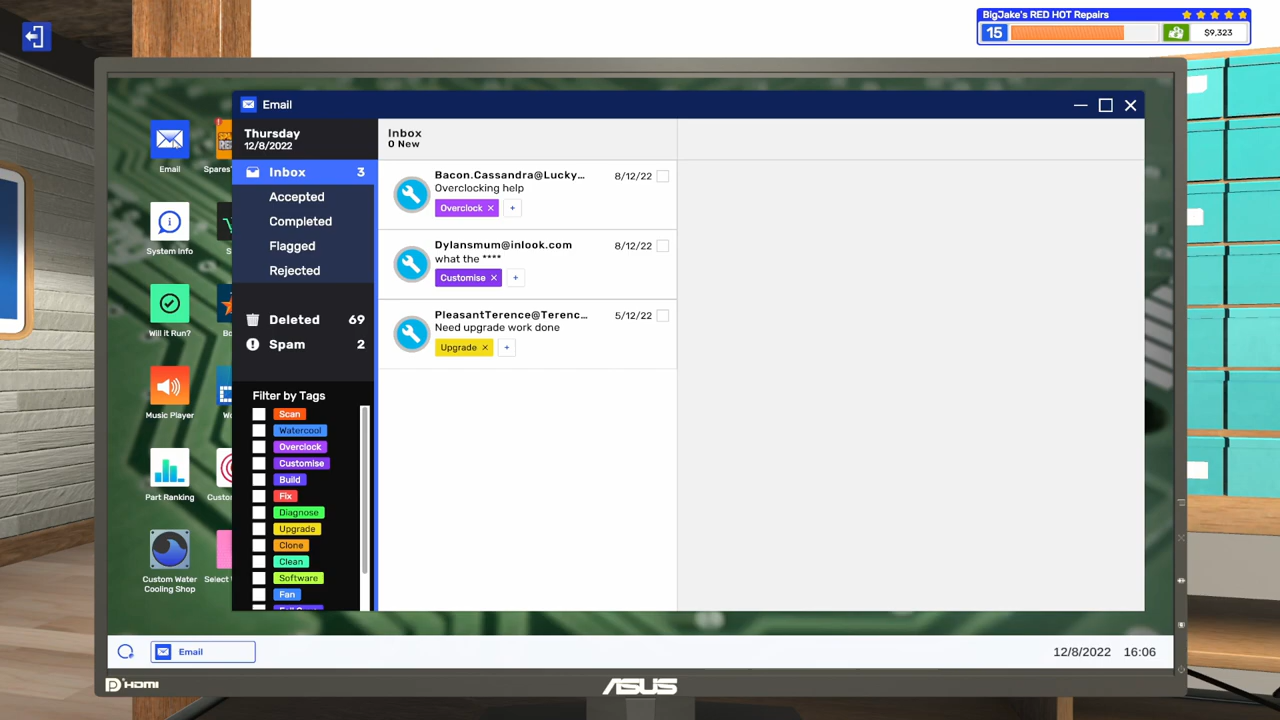 BigJake's RED HOT Repairs
15
$9,323
Email
Thursday
12/8/2022
Inbox 3
Accepted
Completed
Flagged
Rejected
Deleted 69
Spam 2
Filter by Tags
Scan
Watercool
Overclock
Customise
Build
Fix
Diagnose
Upgrade
Clone
Clean
Software
Fan
Inbox
0 New
Bacon.Cassandra@Lucky... 8/12/22
Overclocking help
Overclock × +
Dylansmum@inlook.com 8/12/22
what the ****
Customise × +
PleasantTerence@Terenc... 5/12/22
Need upgrade work done
Upgrade × +
Email
System Info
Will it Run?
Music Player
Part Ranking
Custom Water
Cooling Shop
Email
12/8/2022 16:06
HDMI
ASUS